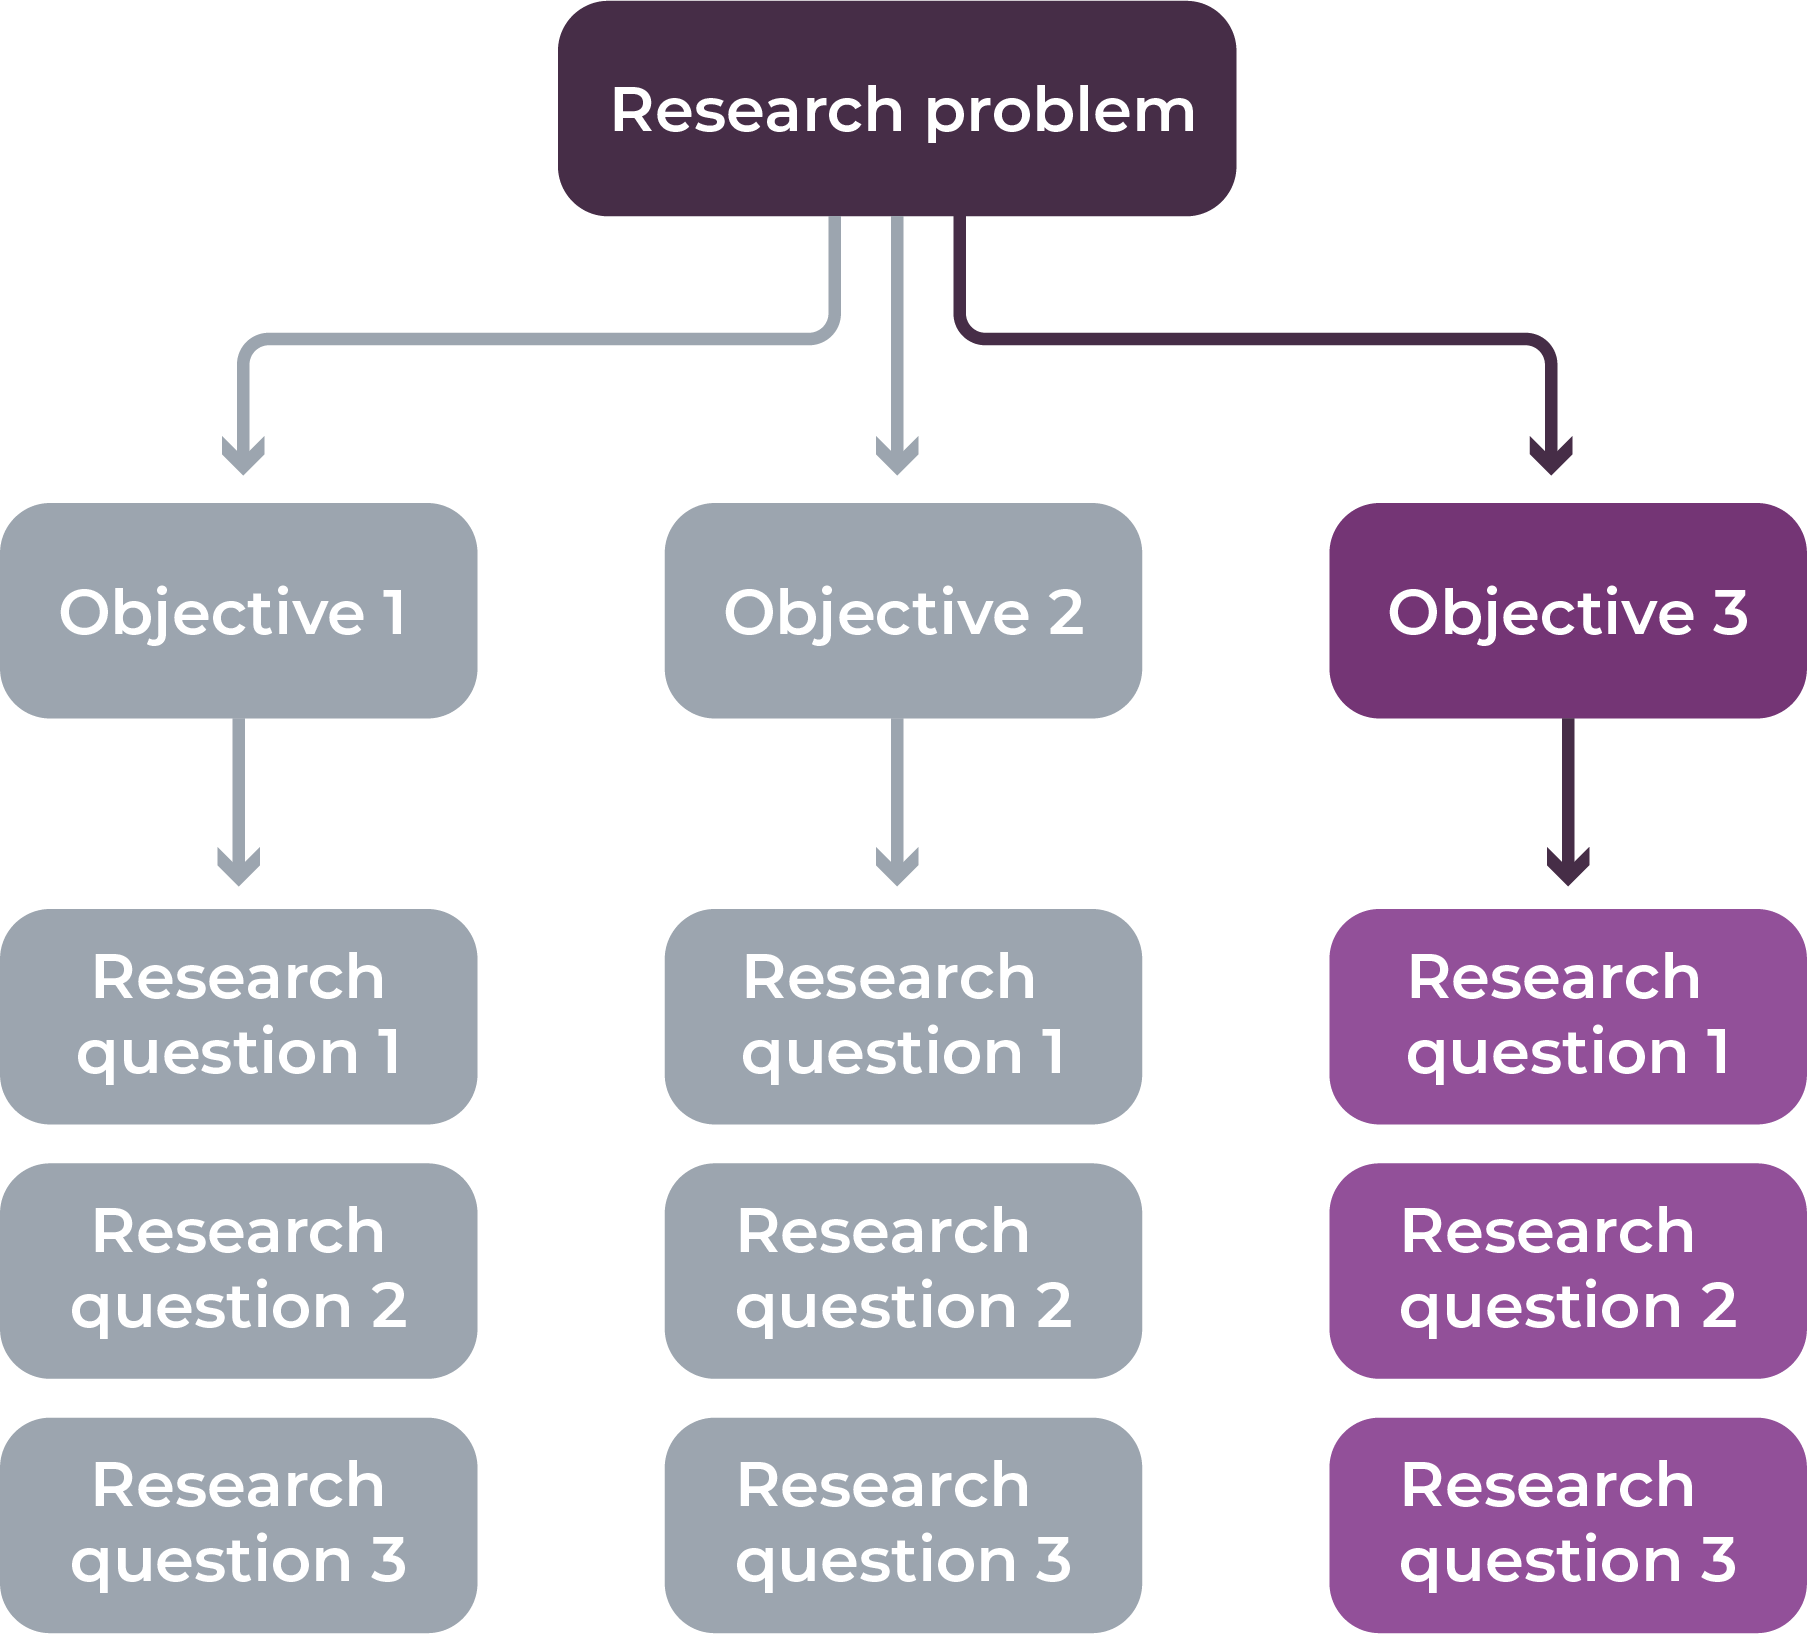 Research problem
Objective 1
Objective 2
Objective 3
Research
question 1
Research
question 1
Research
question 1
Research
question 2
Research
question 2
Research
question 2
Research
question 3
Research
question 3
Research
question 3